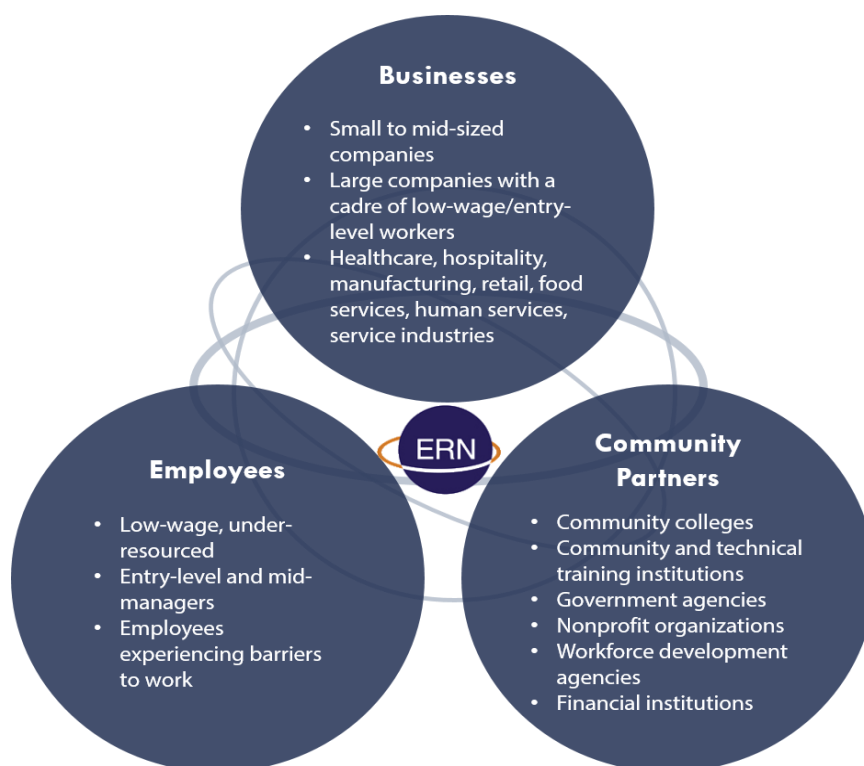 Businesses
• Small to mid-sized
companies
• Large companies with a
cadre of low-wage/entry-
level workers
• Healthcare, hospitality,
manufacturing, retail, food
services, human services,
service industries
ERN
Employees
• Low-wage, under-
resourced
• Entry-level and mid-
managers
• Employees
experiencing barriers
to work
Community
Partners
• Community colleges
• Community and technical
training institutions
• Government agencies
• Nonprofit organizations
• Workforce development
agencies
• Financial institutions